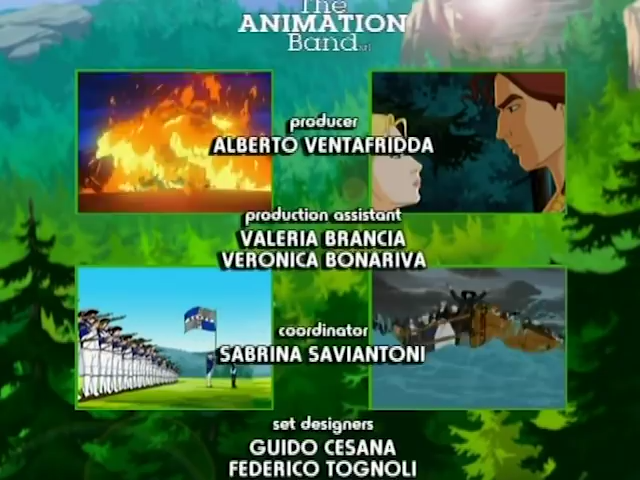 The
ANIMATION
Band srl
producer
ALBERTO VENTAFRIDDA
production assistant
VALERIA BRANCIA
VERONICA BONARIVA
coordinator
SABRINA SAVIANTONI
set designers
GUIDO CESANA
FEDERICO TOGNOLI